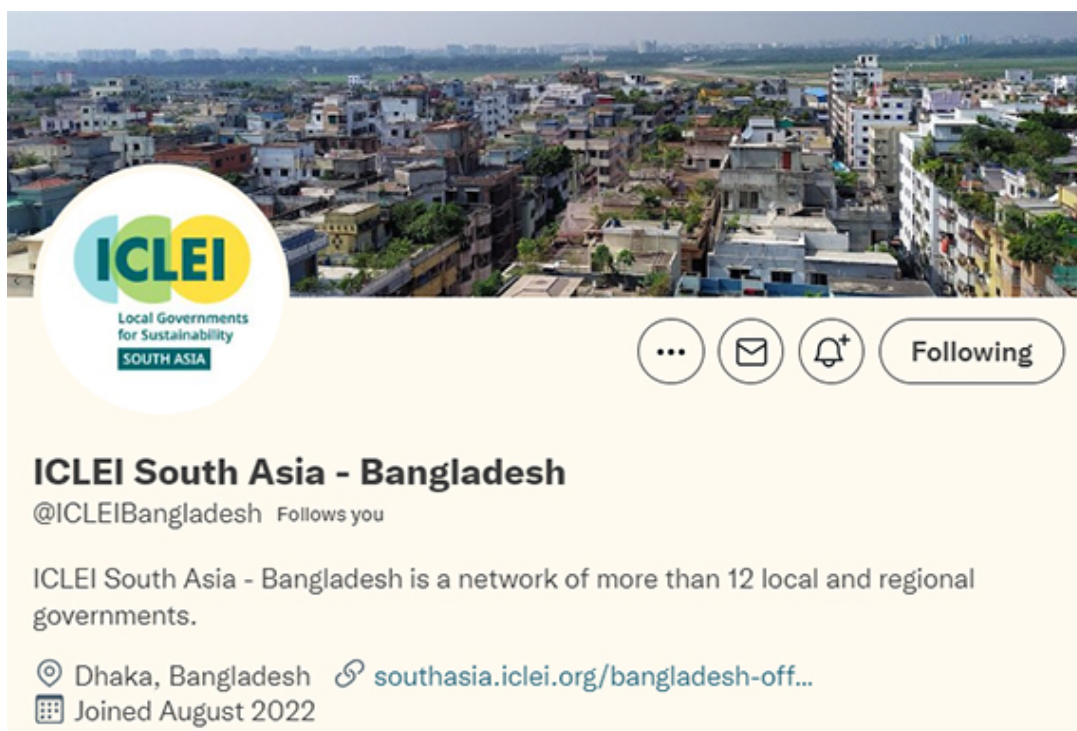 ICLEI
Local Governments
for Sustainability
SOUTH ASIA
Following
ICLEI South Asia - Bangladesh
@ICLEIBangladesh Follows you
ICLEI South Asia - Bangladesh is a network of more than 12 local and regional
governments.
Dhaka, Bangladesh southasia.iclei.org/bangladesh-off...
Joined August 2022